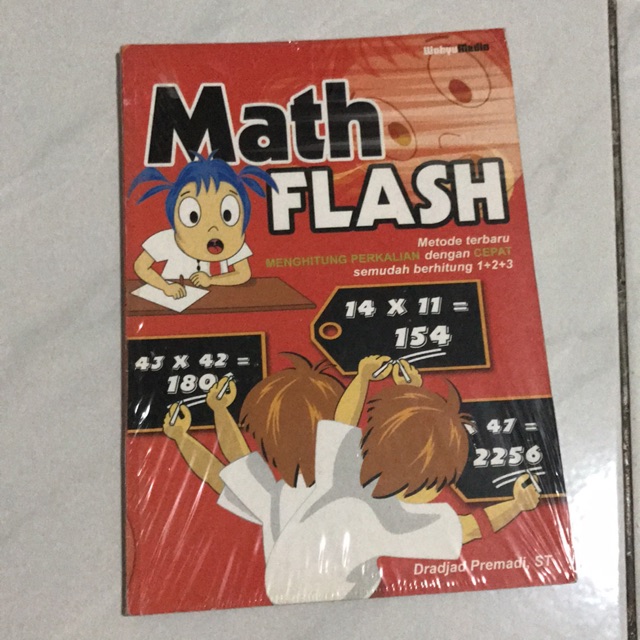 WahyuMedia
Math
FLASH
Metode terbaru
MENGHITUNG PERKALIAN dengan CEPAT
semudah berhitung 1+2+3
14 X 11 =
154
43 X 42 =
180
X 47 =
2256
Dradjad Premadi, ST